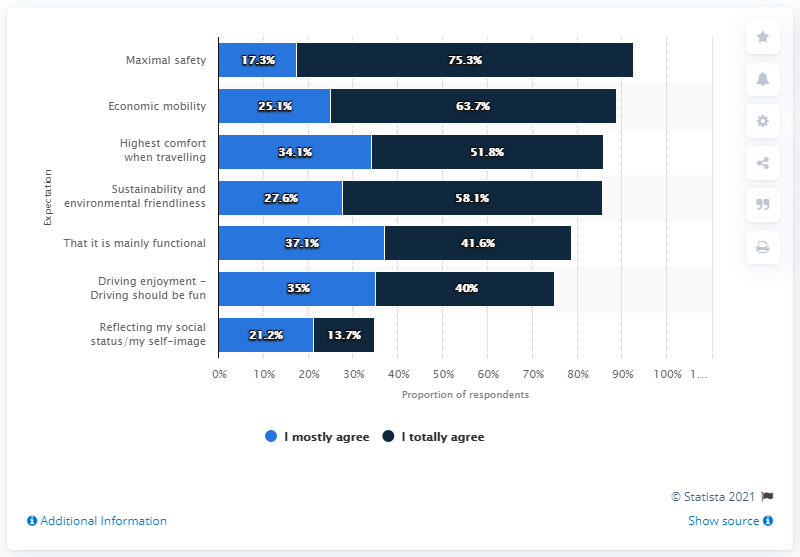 Maximal safety
17.3%
75.3%
Economic mobility
25.1%
63.7%
Highest comfort
when travelling
34.1%
51.8%
Sustainability and
environmental friendliness
27.6%
58.1%
That it is mainly functional
37.1%
41.6%
Driving enjoyment -
Driving should be fun
35%
40%
Reflecting my social
status/my self-image
21.2%
13.7%
Expectation
0%
10%
20%
30%
40%
50%
60%
70%
80%
90%
100%
1...
Proportion of respondents
I mostly agree
I totally agree
© Statista 2021
Additional Information
Show source